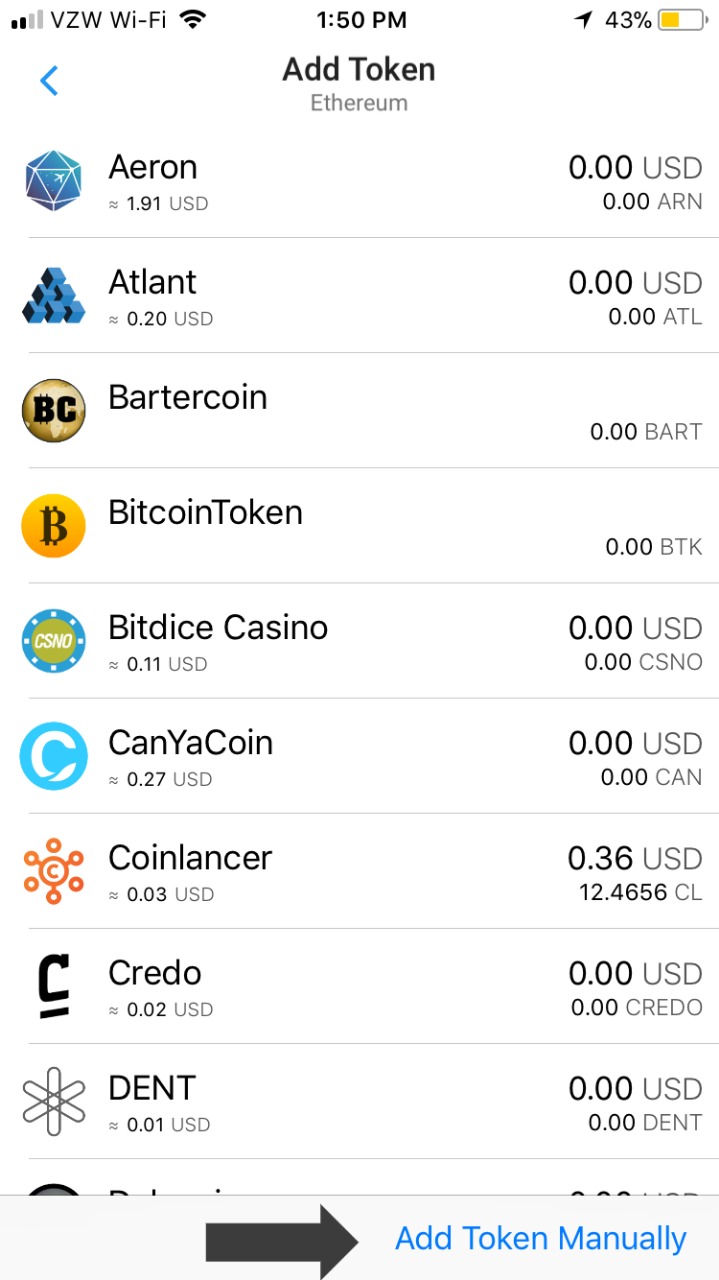 VZW Wi-Fi 1:50 PM 43%
Add Token
Ethereum
Aeron 0.00 USD
≈ 1.91 USD 0.00 ARN
Atlant 0.00 USD
≈ 0.20 USD 0.00 ATL
BC Bartercoin
0.00 BART
BitcoinToken
0.00 BTK
Bitdice Casino 0.00 USD
CSNO
≈ 0.11 USD 0.00 CSNO
CanYaCoin 0.00 USD
≈ 0.27 USD 0.00 CAN
Coinlancer 0.36 USD
≈ 0.03 USD 12.4656 CL
Credo 0.00 USD
≈ 0.02 USD 0.00 CREDO
DENT 0.00 USD
≈ 0.01 USD 0.00 DENT
Add Token Manually